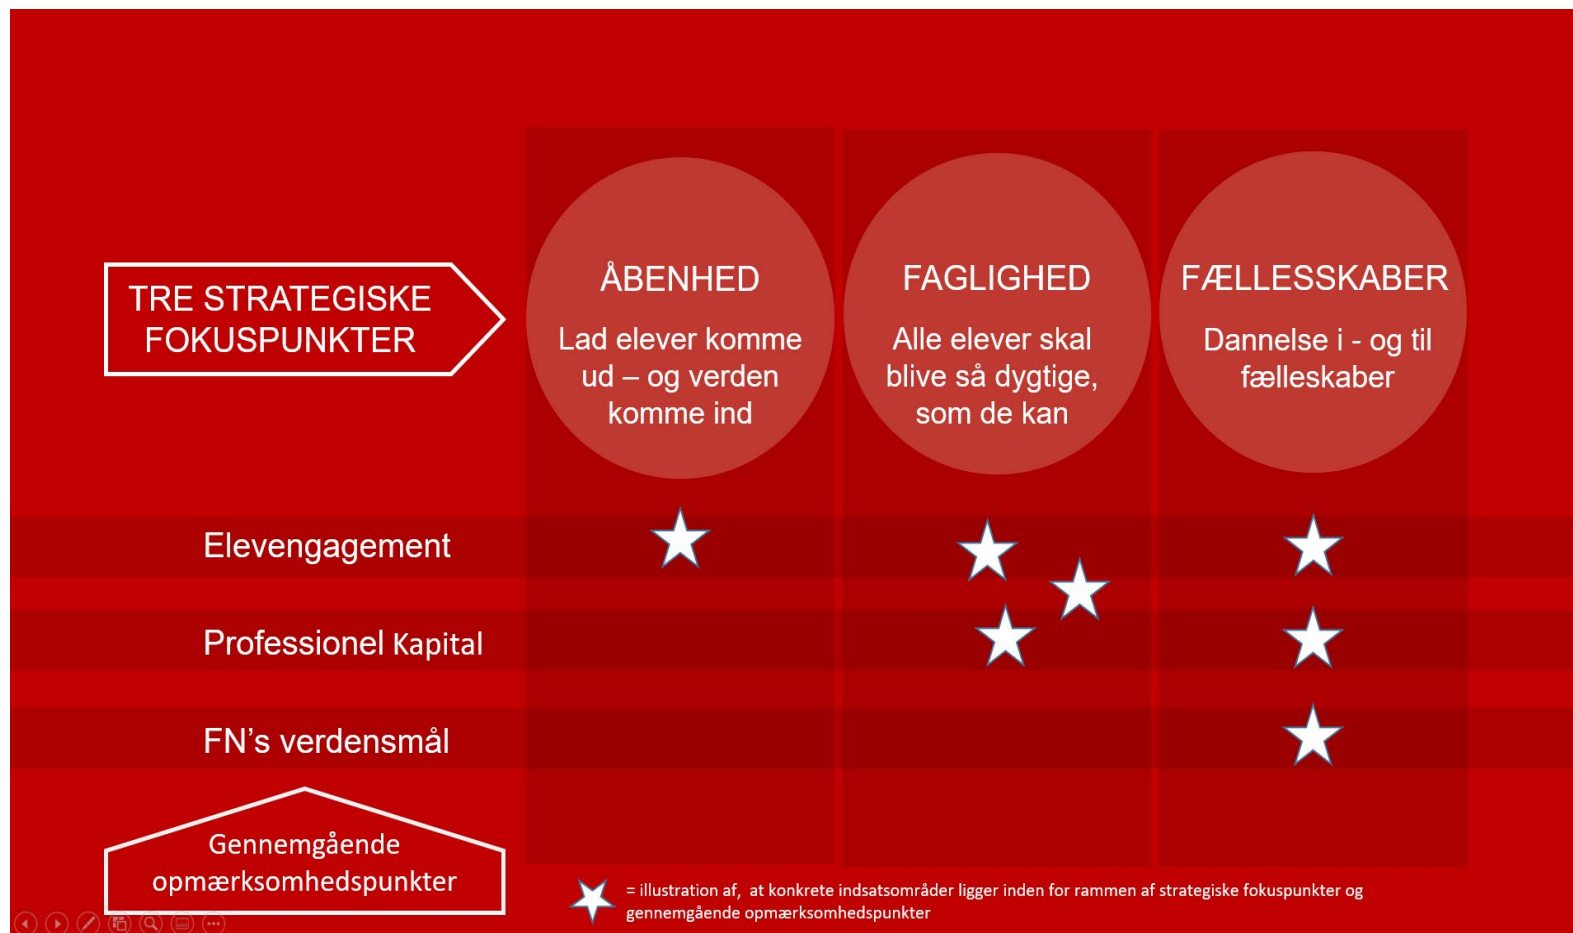 TRE STRATEGISKE
FOKUSPUNKTER
ÅBENHED
Lad elever komme
ud – og verden
komme ind
FAGLIGHED
Alle elever skal
blive så dygtige,
som de kan
FÆLLESSKABER
Dannelse i - og til
fælleskaber
Elevengagement
Professionel Kapital
FN’s verdensmål
Gennemgående
opmærksomhedspunkter
= illustration af,  at konkrete indsatsområder ligger inden for rammen af strategiske fokuspunkter og
gennemgående opmærksomhedspunkter